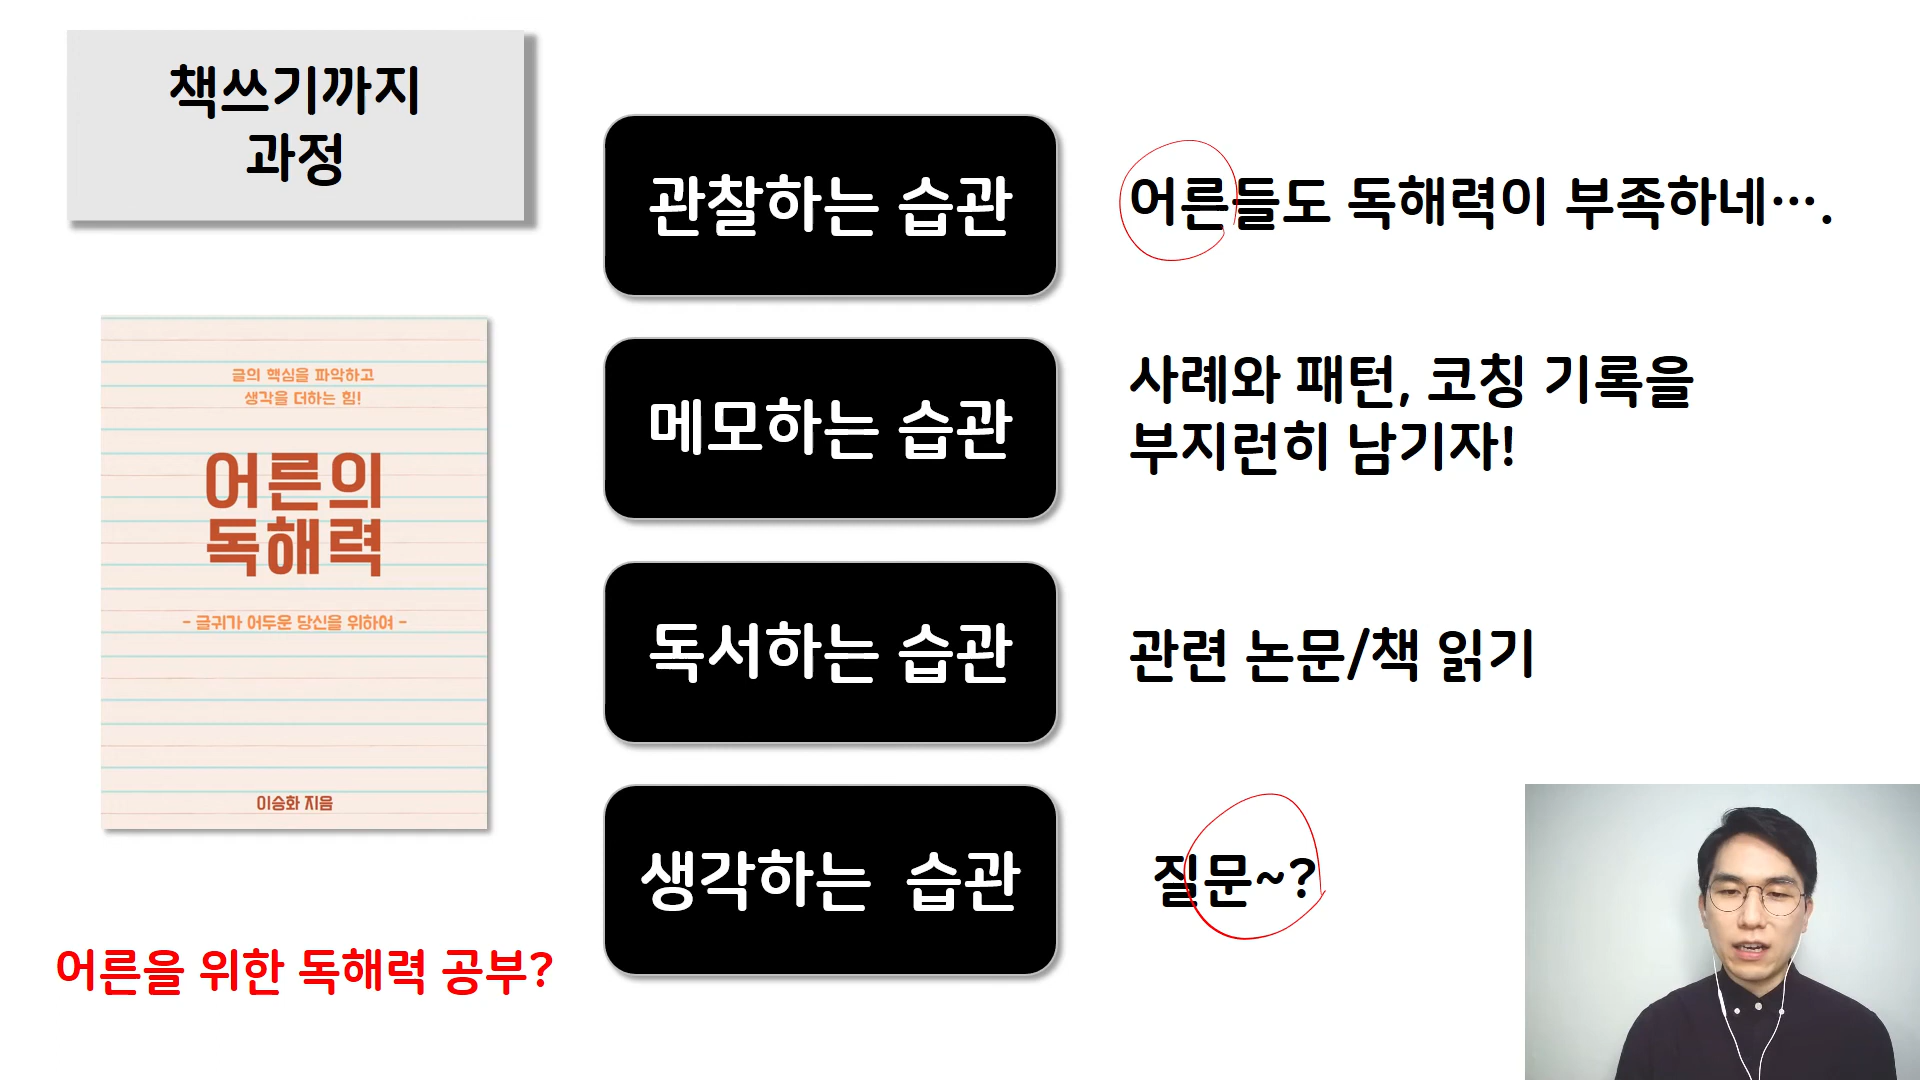 책쓰기까지
과정
글의 핵심을 파악하고
생각을 더하는 힘!
어른의
독해력
- 글귀가 어두운 당신을 위하여 -
이승화 지음
어른을 위한 독해력 공부?
관찰하는 습관
어른들도 독해력이 부족하네….
메모하는 습관
사례와 패턴, 코칭 기록을
부지런히 남기자!
독서하는 습관
관련 논문/책 읽기
생각하는 습관
질문~?